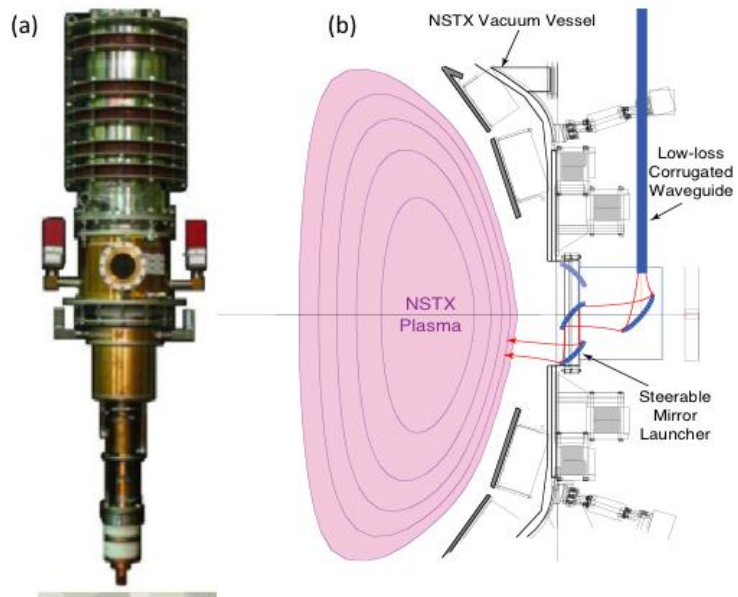 (a)
(b)
NSTX Vacuum Vessel
Low-loss
Corrugated
Waveguide
NSTX
Plasma
Steerable
Mirror
Launcher